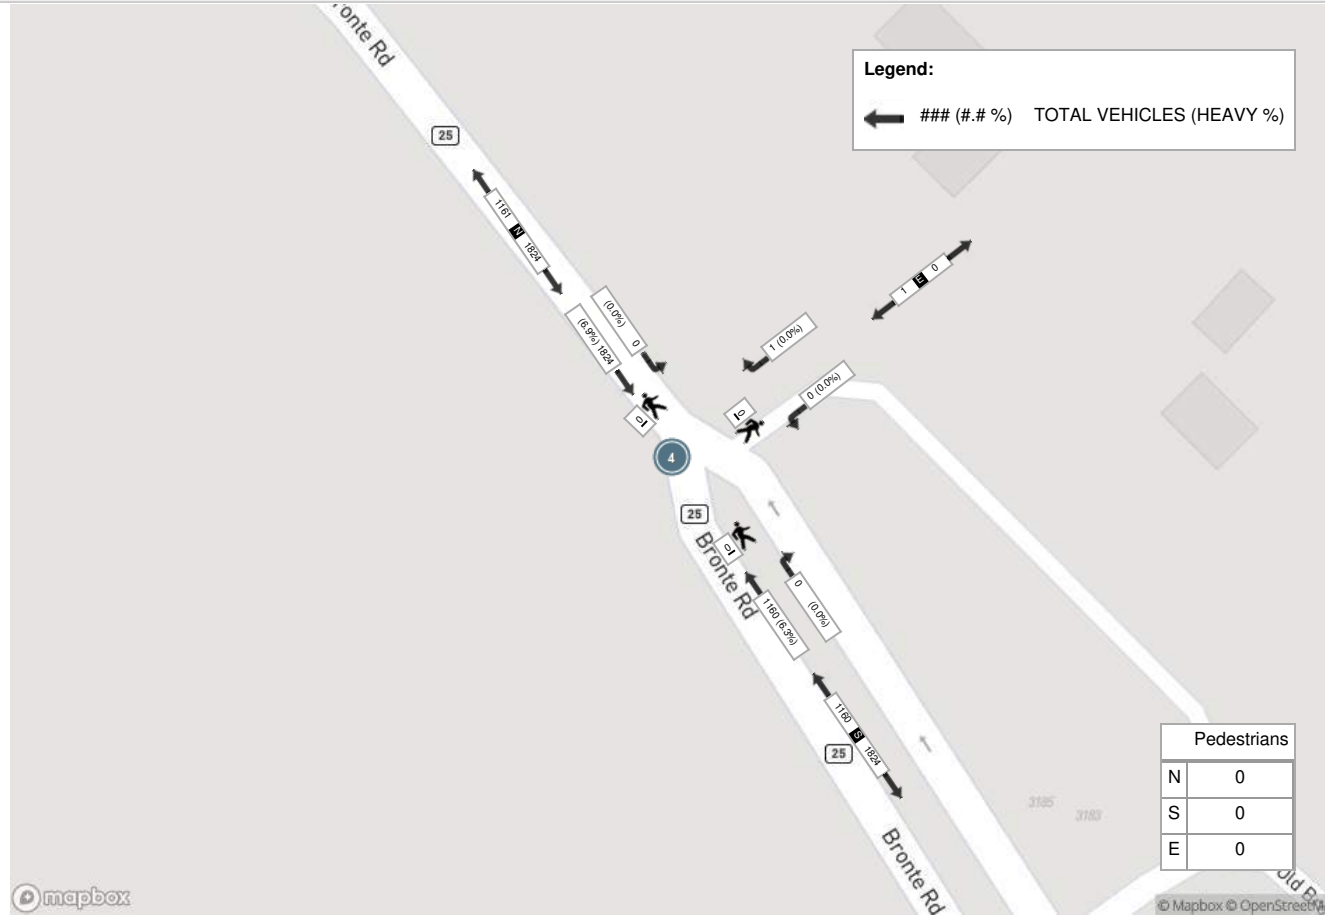 onte Rd
Legend:
### (#.# %) TOTAL VEHICLES (HEAVY %)
25
1161 N 1824
1 E 0
(0.0%) 0
(6.9%) 1824
1 (0.0%)
0 (0.0%)
0
0
4
25
Bronte Rd
0
0 (0.0%)
1160 (6.3%)
1160 S 1824
25
Pedestrians
N 0
S 0
E 0
3185
3183
Bronte Rd
Old B
mapbox
© Mapbox © OpenStreetM